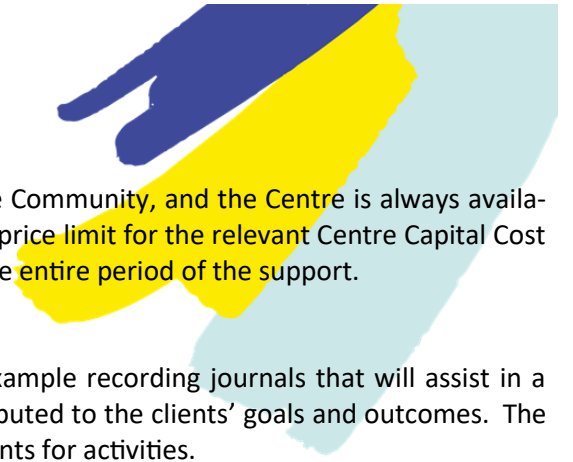 e Community, and the Centre is always availa-
price limit for the relevant Centre Capital Cost
e entire period of the support.
xample recording journals that will assist in a
buted to the clients' goals and outcomes. The
nts for activities.